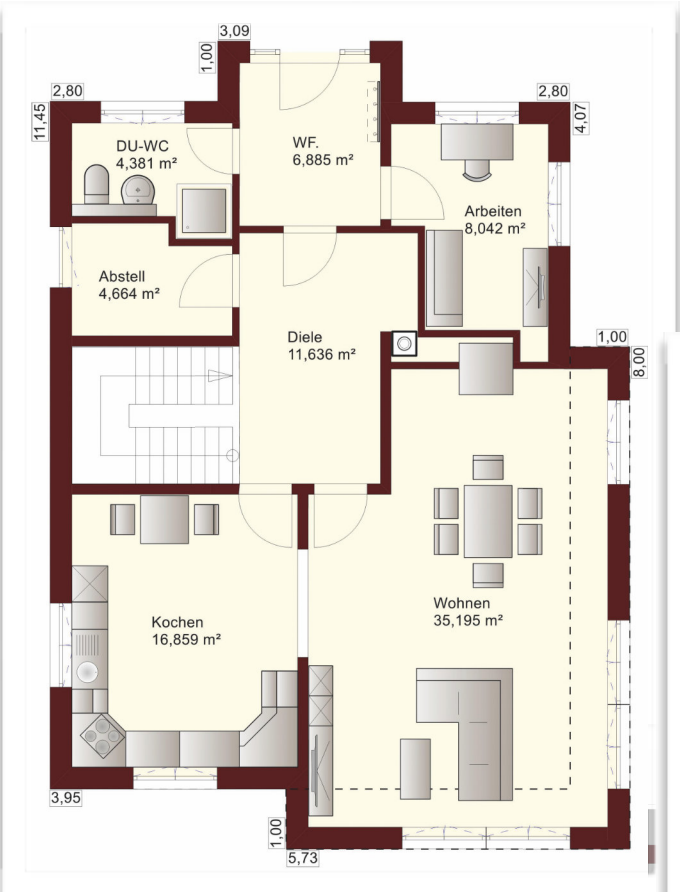 3,09
1,00
2,80
11,45
2,80
4,07
DU-WC
4,381 m²
WF.
6,885 m²
Arbeiten
8,042 m²
Abstell
4,664 m²
Diele
11,636 m²
1,00
8,00
Kochen
16,859 m²
Wohnen
35,195 m²
3,95
1,00
5,73